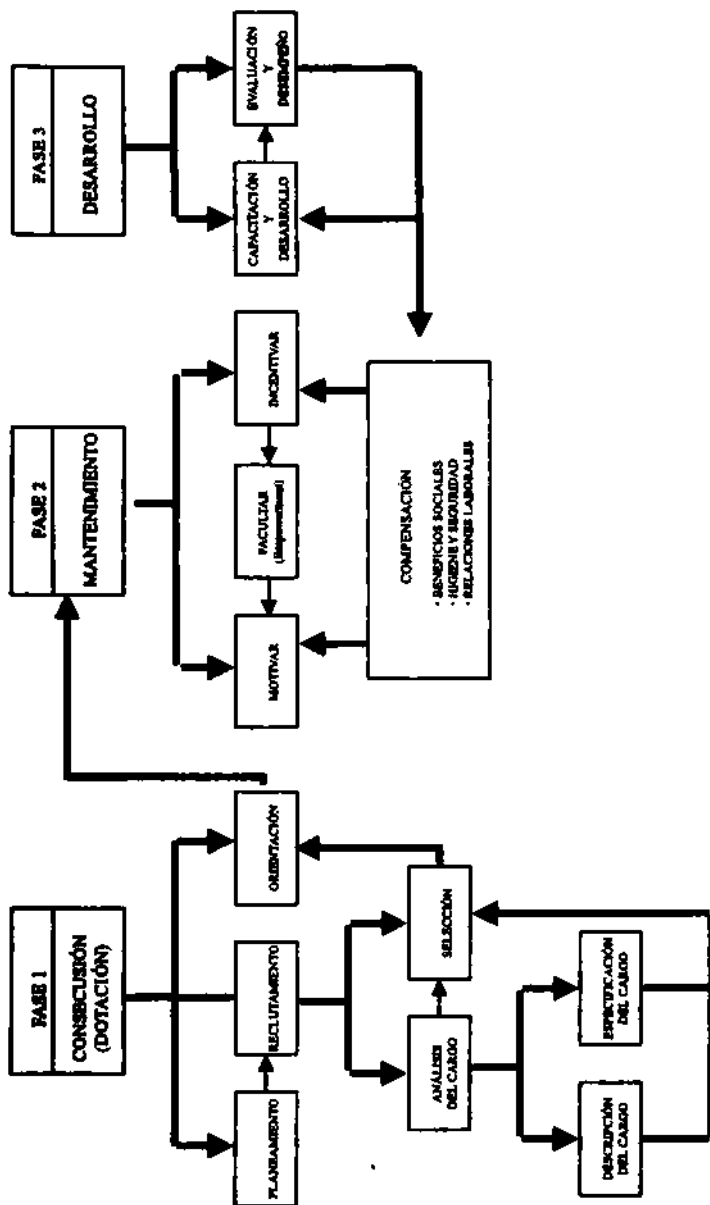 FASE 1
CONSECUSIÓN
(DOTACIÓN)
PLANEAMIENTO
RECLUTAMIENTO
ORIENTACIÓN
ANÁLISIS
DEL CARGO
SELECCIÓN
DESCRIPCIÓN
DEL CARGO
ESPECIFICACIÓN
DEL CARGO
FASE 2
MANTENIMIENTO
MOTIVAR
FACULTAR
INCENTIVAR
COMPENSACIÓN
· BENEFICIOS SOCIALES
· HIGIENE Y SEGURIDAD
· RELACIONES LABORALES
FASE 3
DESARROLLO
CAPACITACIÓN
Y
DESARROLLO
EVALUACIÓN
Y
DESEMPEÑO